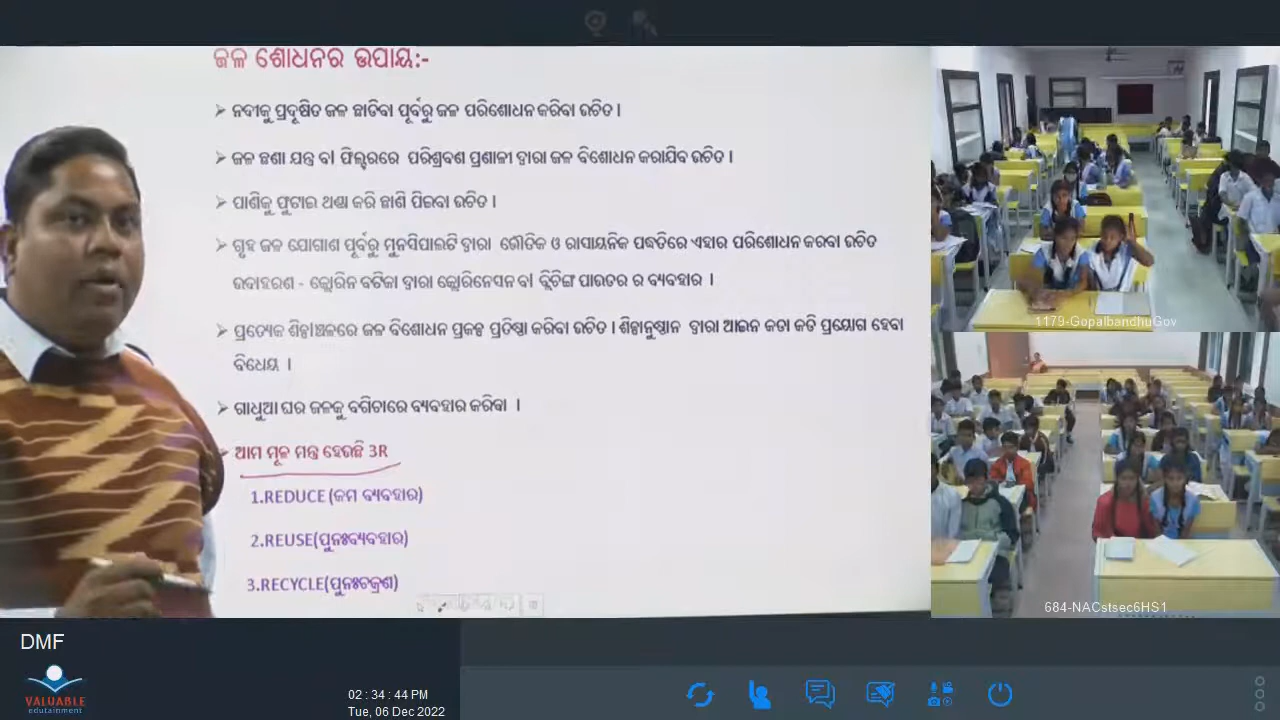 ଜଳ ଶୋଧନର ଉପାୟ:-
➢ ନଦୀକୁ ପ୍ରଦୂଷିତ ଜଳ ଛାଡିବା ପୂର୍ବରୁ ଜଳ ପରିଶୋଧନ କରିବା ଉଚିତ ।
➢ ଜଳ ଛଣା ଯନ୍ତ୍ର ବା ଫିଲ୍ଟରରେ ପରିଶ୍ରବଣ ପ୍ରଣାଳୀ ଦ୍ୱାରା ଜଳ ବିଶୋଧନ କରାଯିବ ଉଚିତ ।
➢ ପାଣିକୁ ଫୁଟାଇ ଥଣ୍ଡା କରି ଛାଣି ପିଇବା ଉଚିତ ।
➢ ଗୃହ ଜଳ ଯୋଗାଣ ପୂର୍ବରୁ ମୁନସିପାଇଟି ଦ୍ୱାରା ଭୌତିକ ଓ ରାସାୟନିକ ପଦ୍ଧତିରେ ଏହାର ପରିଶୋଧନ କରବା ଉଚିତ
ଉଦାହରଣ - କ୍ଲୋରିନ ବଟିକା ଦ୍ୱାରା କ୍ଲୋରିନେସନ ବା ବ୍ଲିଚିଙ୍ଗ ପାଉଡର ର ବ୍ୟବହାର ।
➢ ପ୍ରତ୍ୟେକ ଶିଳ୍ପାଞ୍ଚଳରେ ଜଳ ବିଶୋଧନ ପ୍ରକଳ୍ପ ପ୍ରତିଷ୍ଠା କରିବା ଉଚିତ । ଶିଳ୍ପାନୁଷ୍ଠାନ ଦ୍ୱାରା ଆଇନ କଡା କଡି ପ୍ରୟୋଗ ହେବା
ବିଧେୟ ।
➢ ଗାଧୁଆ ଘର ଜଳକୁ ବଗିଚାରେ ବ୍ୟବହାର କରିବା ।
➢ ଆମ ମୂଳ ମନ୍ତ୍ର ହେଉଛି 3R
1.REDUCE (କମ ବ୍ୟବହାର)
2.REUSE(ପୁନଃବ୍ୟବହାର)
3.RECYCLE(ପୁନଃଚକ୍ରଣ)
1179-GopalbandhuGov
684-NACstsec6HS1
DMF
VALUABLE
edutainment
02 : 34 : 44 PM
Tue, 06 Dec 2022